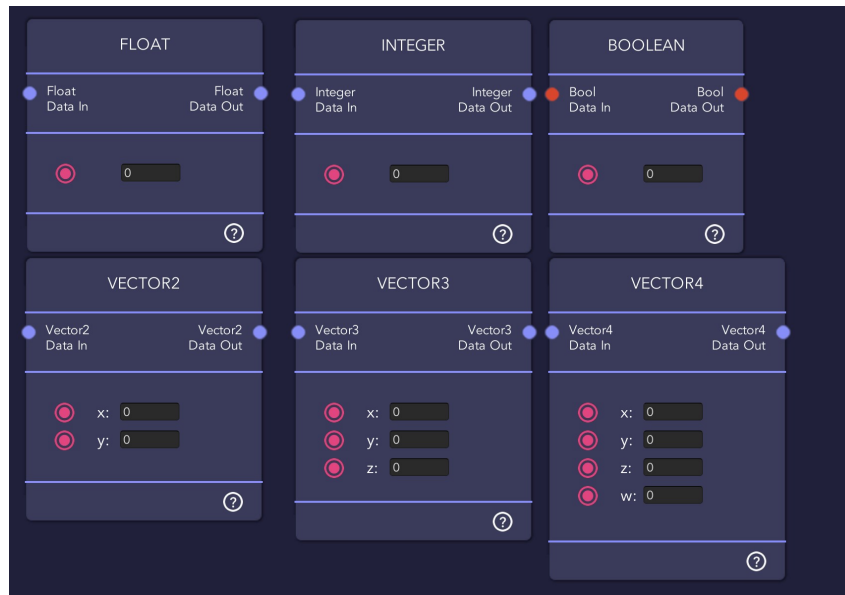 FLOAT
Float Float
Data In Data Out
0
?
INTEGER
Integer Integer
Data In Data Out
0
?
BOOLEAN
Bool Bool
Data In Data Out
0
?
VECTOR2
Vector2 Vector2
Data In Data Out
x: 0
y: 0
?
VECTOR3
Vector3 Vector3
Data In Data Out
x: 0
y: 0
z: 0
?
VECTOR4
Vector4 Vector4
Data In Data Out
x: 0
y: 0
z: 0
w: 0
?